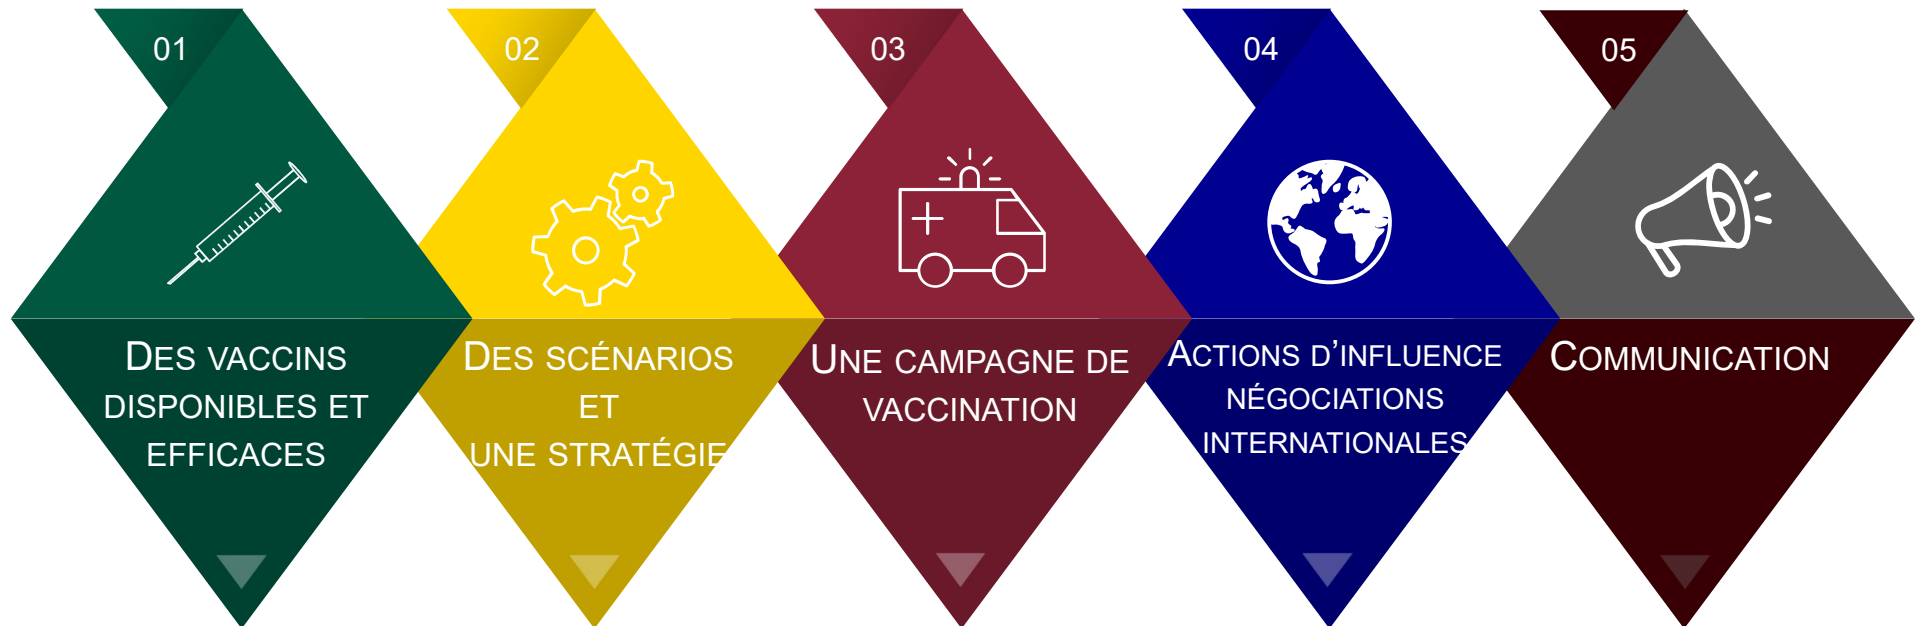 01
DES VACCINS
DISPONIBLES ET
EFFICACES
02
DES SCÉNARIOS
ET
UNE STRATÉGIE
03
UNE CAMPAGNE DE
VACCINATION
04
ACTIONS D’INFLUENCE
NÉGOCIATIONS
INTERNATIONALES
05
COMMUNICATION